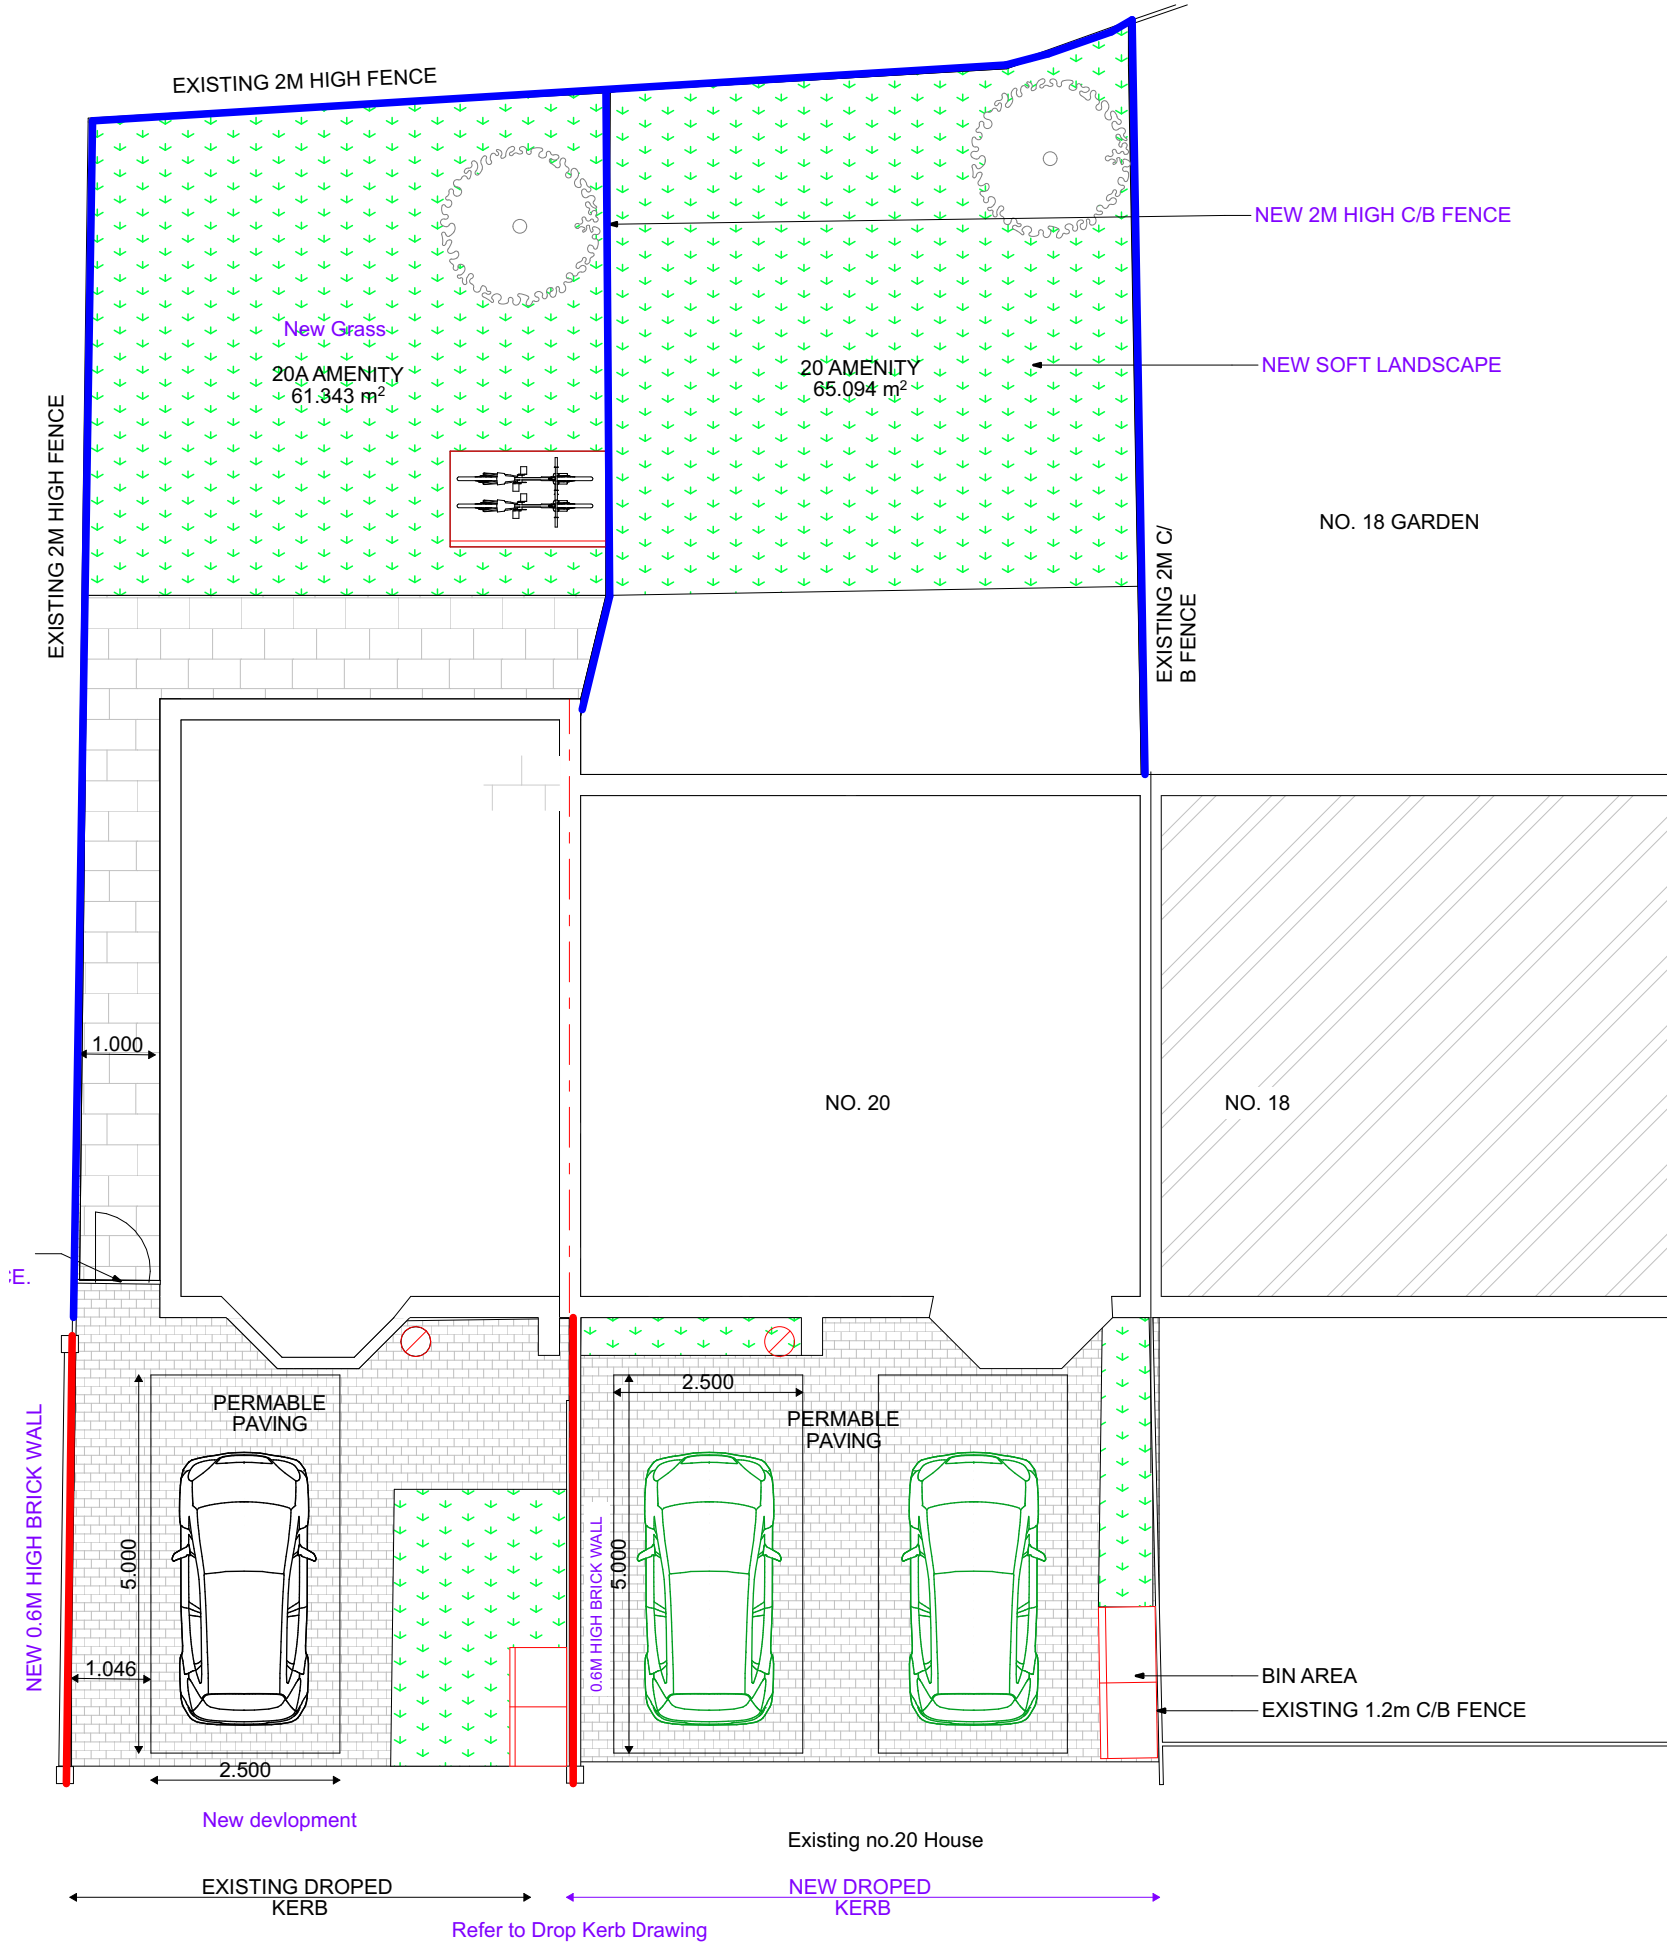 EXISTING 2M HIGH FENCE
NEW 2M HIGH C/B FENCE
New Grass
20A AMENITY
61.343 m²
20 AMENITY
65.094 m²
NEW SOFT LANDSCAPE
EXISTING 2M HIGH FENCE
NO. 18 GARDEN
EXISTING 2M C/
B FENCE
1.000
NO. 20
NO. 18
E.
PERMABLE
PAVING
2.500
PERMABLE
PAVING
NEW 0.6M HIGH BRICK WALL
5.000
0.6M HIGH BRICK WALL
5.000
1.046
BIN AREA
EXISTING 1.2m C/B FENCE
2.500
New devlopment
Existing no.20 House
EXISTING DROPED
KERB
NEW DROPED
KERB
Refer to Drop Kerb Drawing